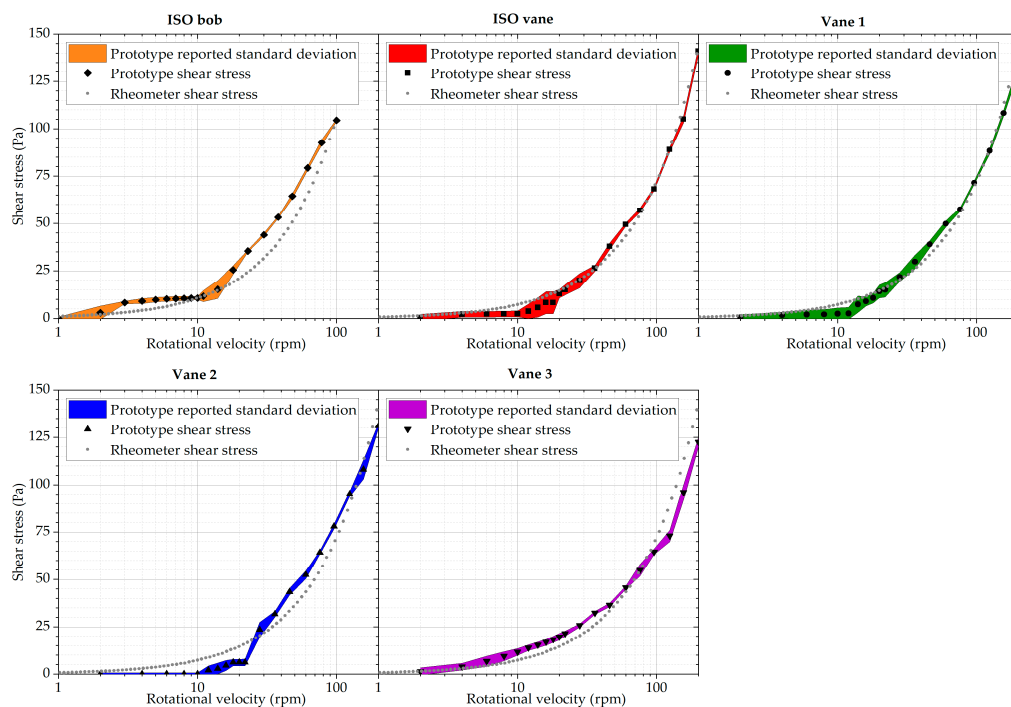 ISO bob
ISO vane
Vane 1
150
125
100
75
50
25
0
Shear stress (Pa)
Prototype reported standard deviation
Prototype shear stress
Rheometer shear stress
Prototype reported standard deviation
Prototype shear stress
Rheometer shear stress
Prototype reported standard deviation
Prototype shear stress
Rheometer shear stress
1 10 100 1 10 100 1 10 100
Rotational velocity (rpm)
Rotational velocity (rpm)
Rotational velocity (rpm)
Vane 2
Vane 3
150
125
100
75
50
25
0
Shear stress (Pa)
Prototype reported standard deviation
Prototype shear stress
Rheometer shear stress
Prototype reported standard deviation
Prototype shear stress
Rheometer shear stress
1 10 100 1 10 100
Rotational velocity (rpm)
Rotational velocity (rpm)